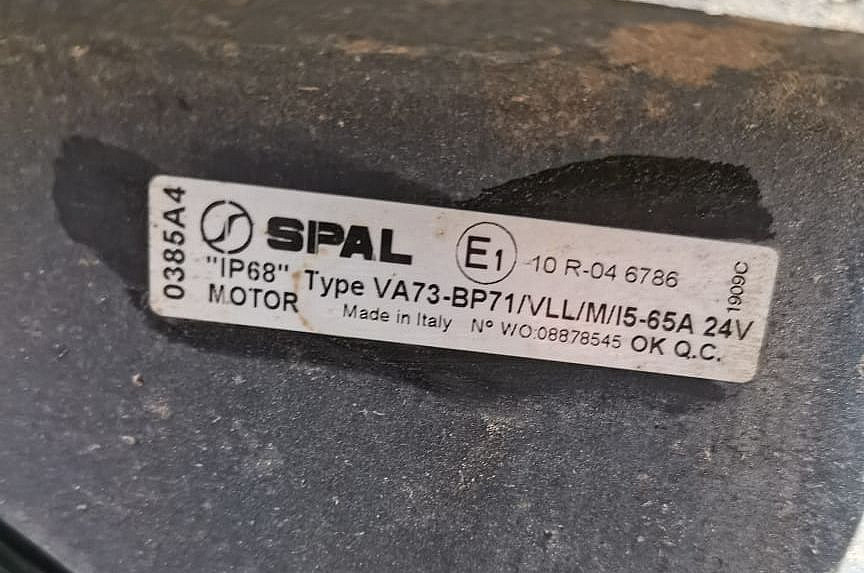 0385A4
SPAL E1 10 R-04 6786
"IP68" Type VA73-BP71/VLL/M/I5-65A 24V
MOTOR Made in Italy N° WO:08878545 OK Q.C.
1909C